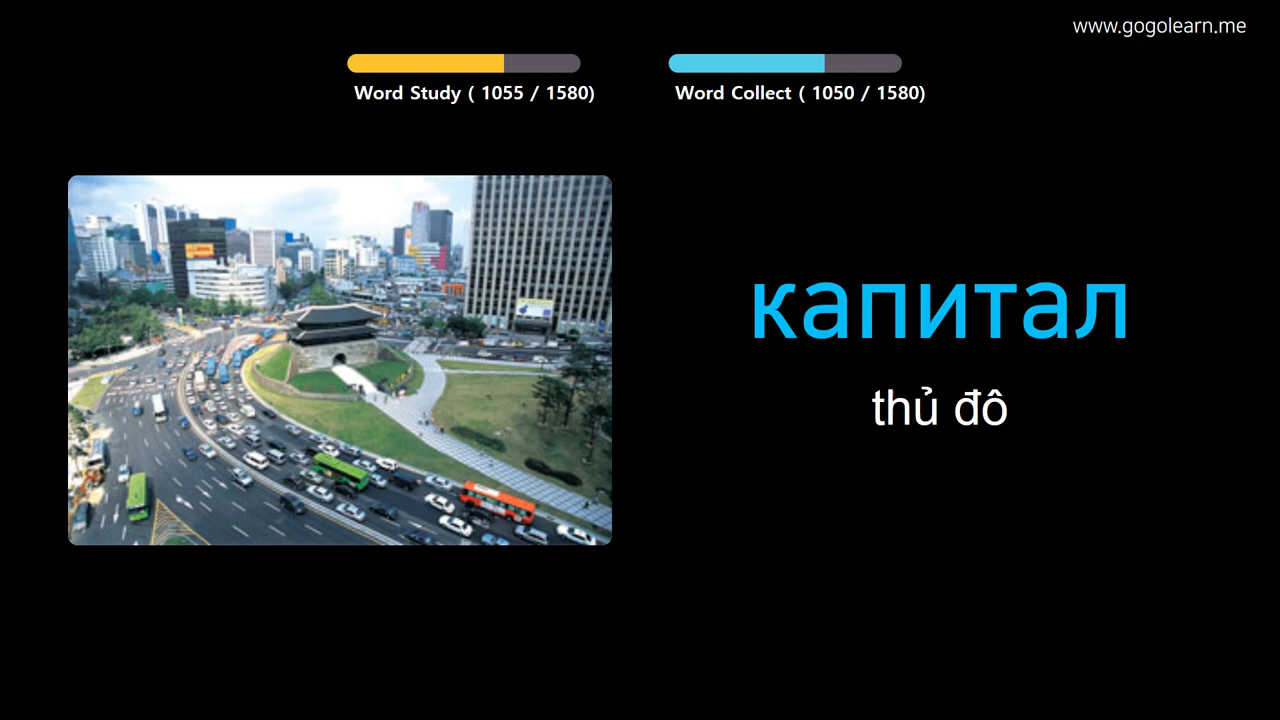 www.gogolearn.me
Word Study ( 1055 / 1580)
Word Collect ( 1050 / 1580)
капитал
thủ đô